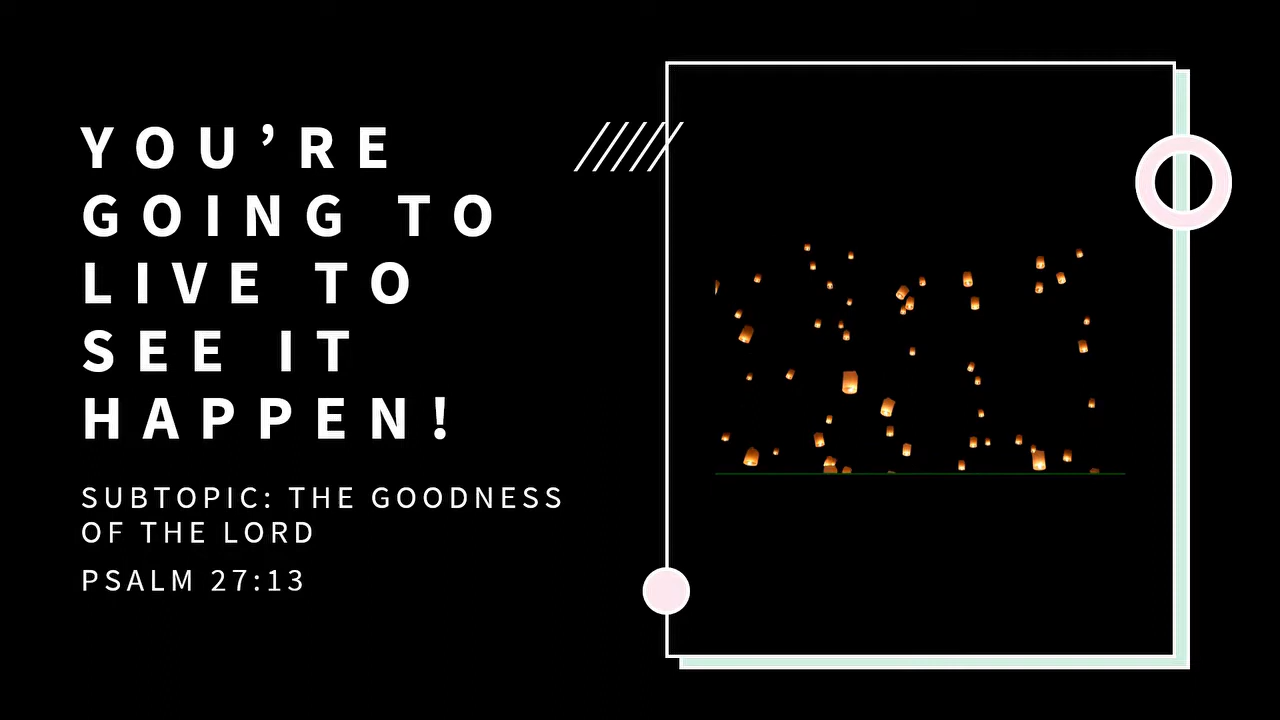 YOU’RE
GOING TO
LIVE TO
SEE IT
HAPPEN!
SUBTOPIC: THE GOODNESS
OF THE LORD
PSALM 27:13